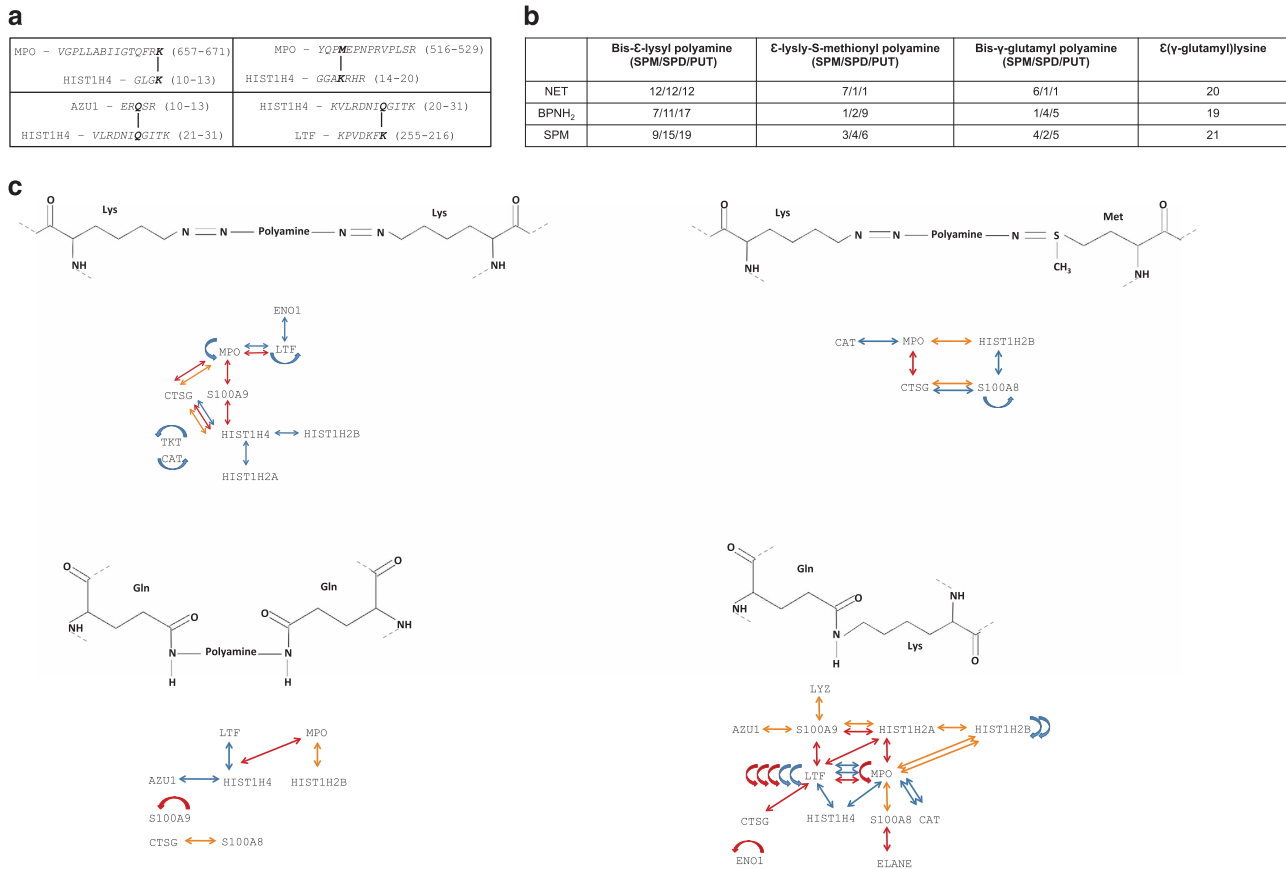 a
MPO – VGPLLABIIGTQFRK (657-671)
HIST1H4 – GLGK (10-13)
MPO – YQPMEPNPRVPLSR (516-529)
HIST1H4 – GGAKRHR (14-20)
AZU1 – ERQSR (10-13)
HIST1H4 – VLRDNIQGITK (21-31)
HIST1H4 – KVLRDNIQGITK (20-31)
LTF – KPVDKFK (255-216)
b
Bis-Ɛ-lysyl polyamine (SPM/SPD/PUT) Ɛ-lysly-S-methionyl polyamine (SPM/SPD/PUT) Bis-γ-glutamyl polyamine (SPM/SPD/PUT) Ɛ(γ-glutamyl)lysine
NET 12/12/12 7/1/1 6/1/1 20
BPNH2 7/11/17 1/2/9 1/4/5 19
SPM 9/15/19 3/4/6 4/2/5 21
c
O Lys Lys O
N N Polyamine N N
NH NH
ENO1
MPO LTF
CTSG S100A9
HIST1H4 HIST1H2B
TKT
CAT
HIST1H2A
O Lys Met O
N N Polyamine N S
NH CH3 NH
CAT MPO HIST1H2B
CTSG S100A8
O Gln Gln O
NH O O NH
N Polyamine N
H H
LTF MPO
AZU1 HIST1H4 HIST1H2B
S100A9
CTSG S100A8
O Gln
NH O NH
N Lys
H O
LYZ
AZU1 S100A9 HIST1H2A HIST1H2B
LTF MPO
CTSG HIST1H4 S100A8 CAT
ENO1 ELANE